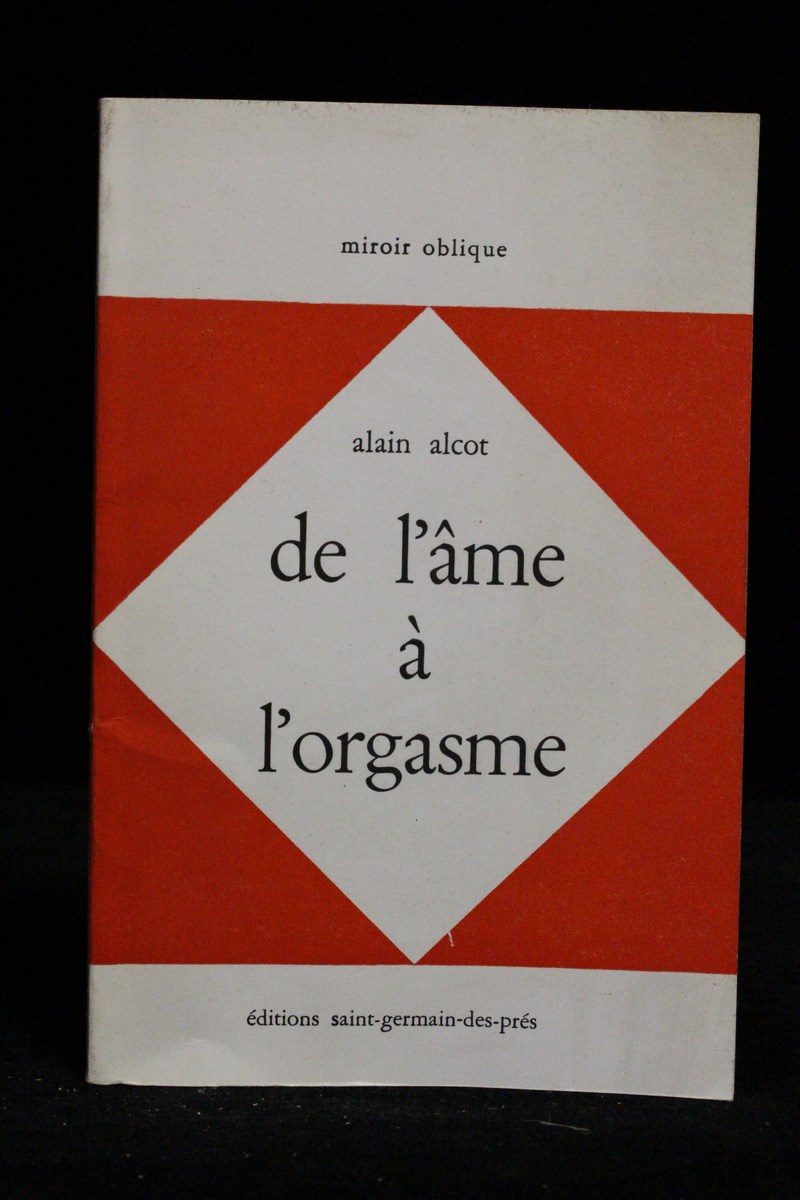 miroir oblique
alain alcot
de l'âme
à
l'orgasme
éditions saint-germain-des-prés